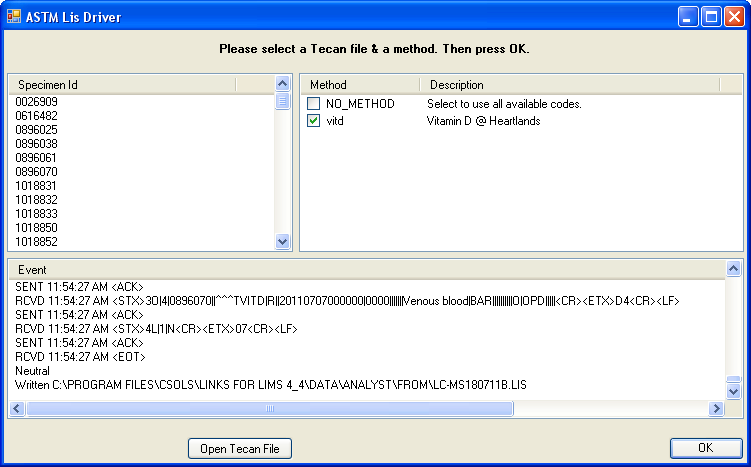 ASTM Lis Driver
Please select a Tecan file & a method. Then press OK.
Specimen Id
0026909
0616482
0896025
0896038
0896061
0896070
1018831
1018832
1018833
1018850
1018852
Method Description
NO_METHOD Select to use all available codes.
vitd Vitamin D @ Heartlands
Event
SENT 11:54:27 AM <ACK>
RCVD 11:54:27 AM <STX>3O|4|0896070||^^^TVITD|R||20110707000000|0000||||||Venous blood|BAR||||||||||O|OPD|||||<CR><ETX>D4<CR><LF>
SENT 11:54:27 AM <ACK>
RCVD 11:54:27 AM <STX>4L|1|N<CR><ETX>07<CR><LF>
SENT 11:54:27 AM <ACK>
RCVD 11:54:27 AM <EOT>
Neutral
Written C:\PROGRAM FILES\CSOLS\LINKS FOR LIMS 4_4\DATA\ANALYST\FROM\LC-MS180711B.LIS
Open Tecan File
OK